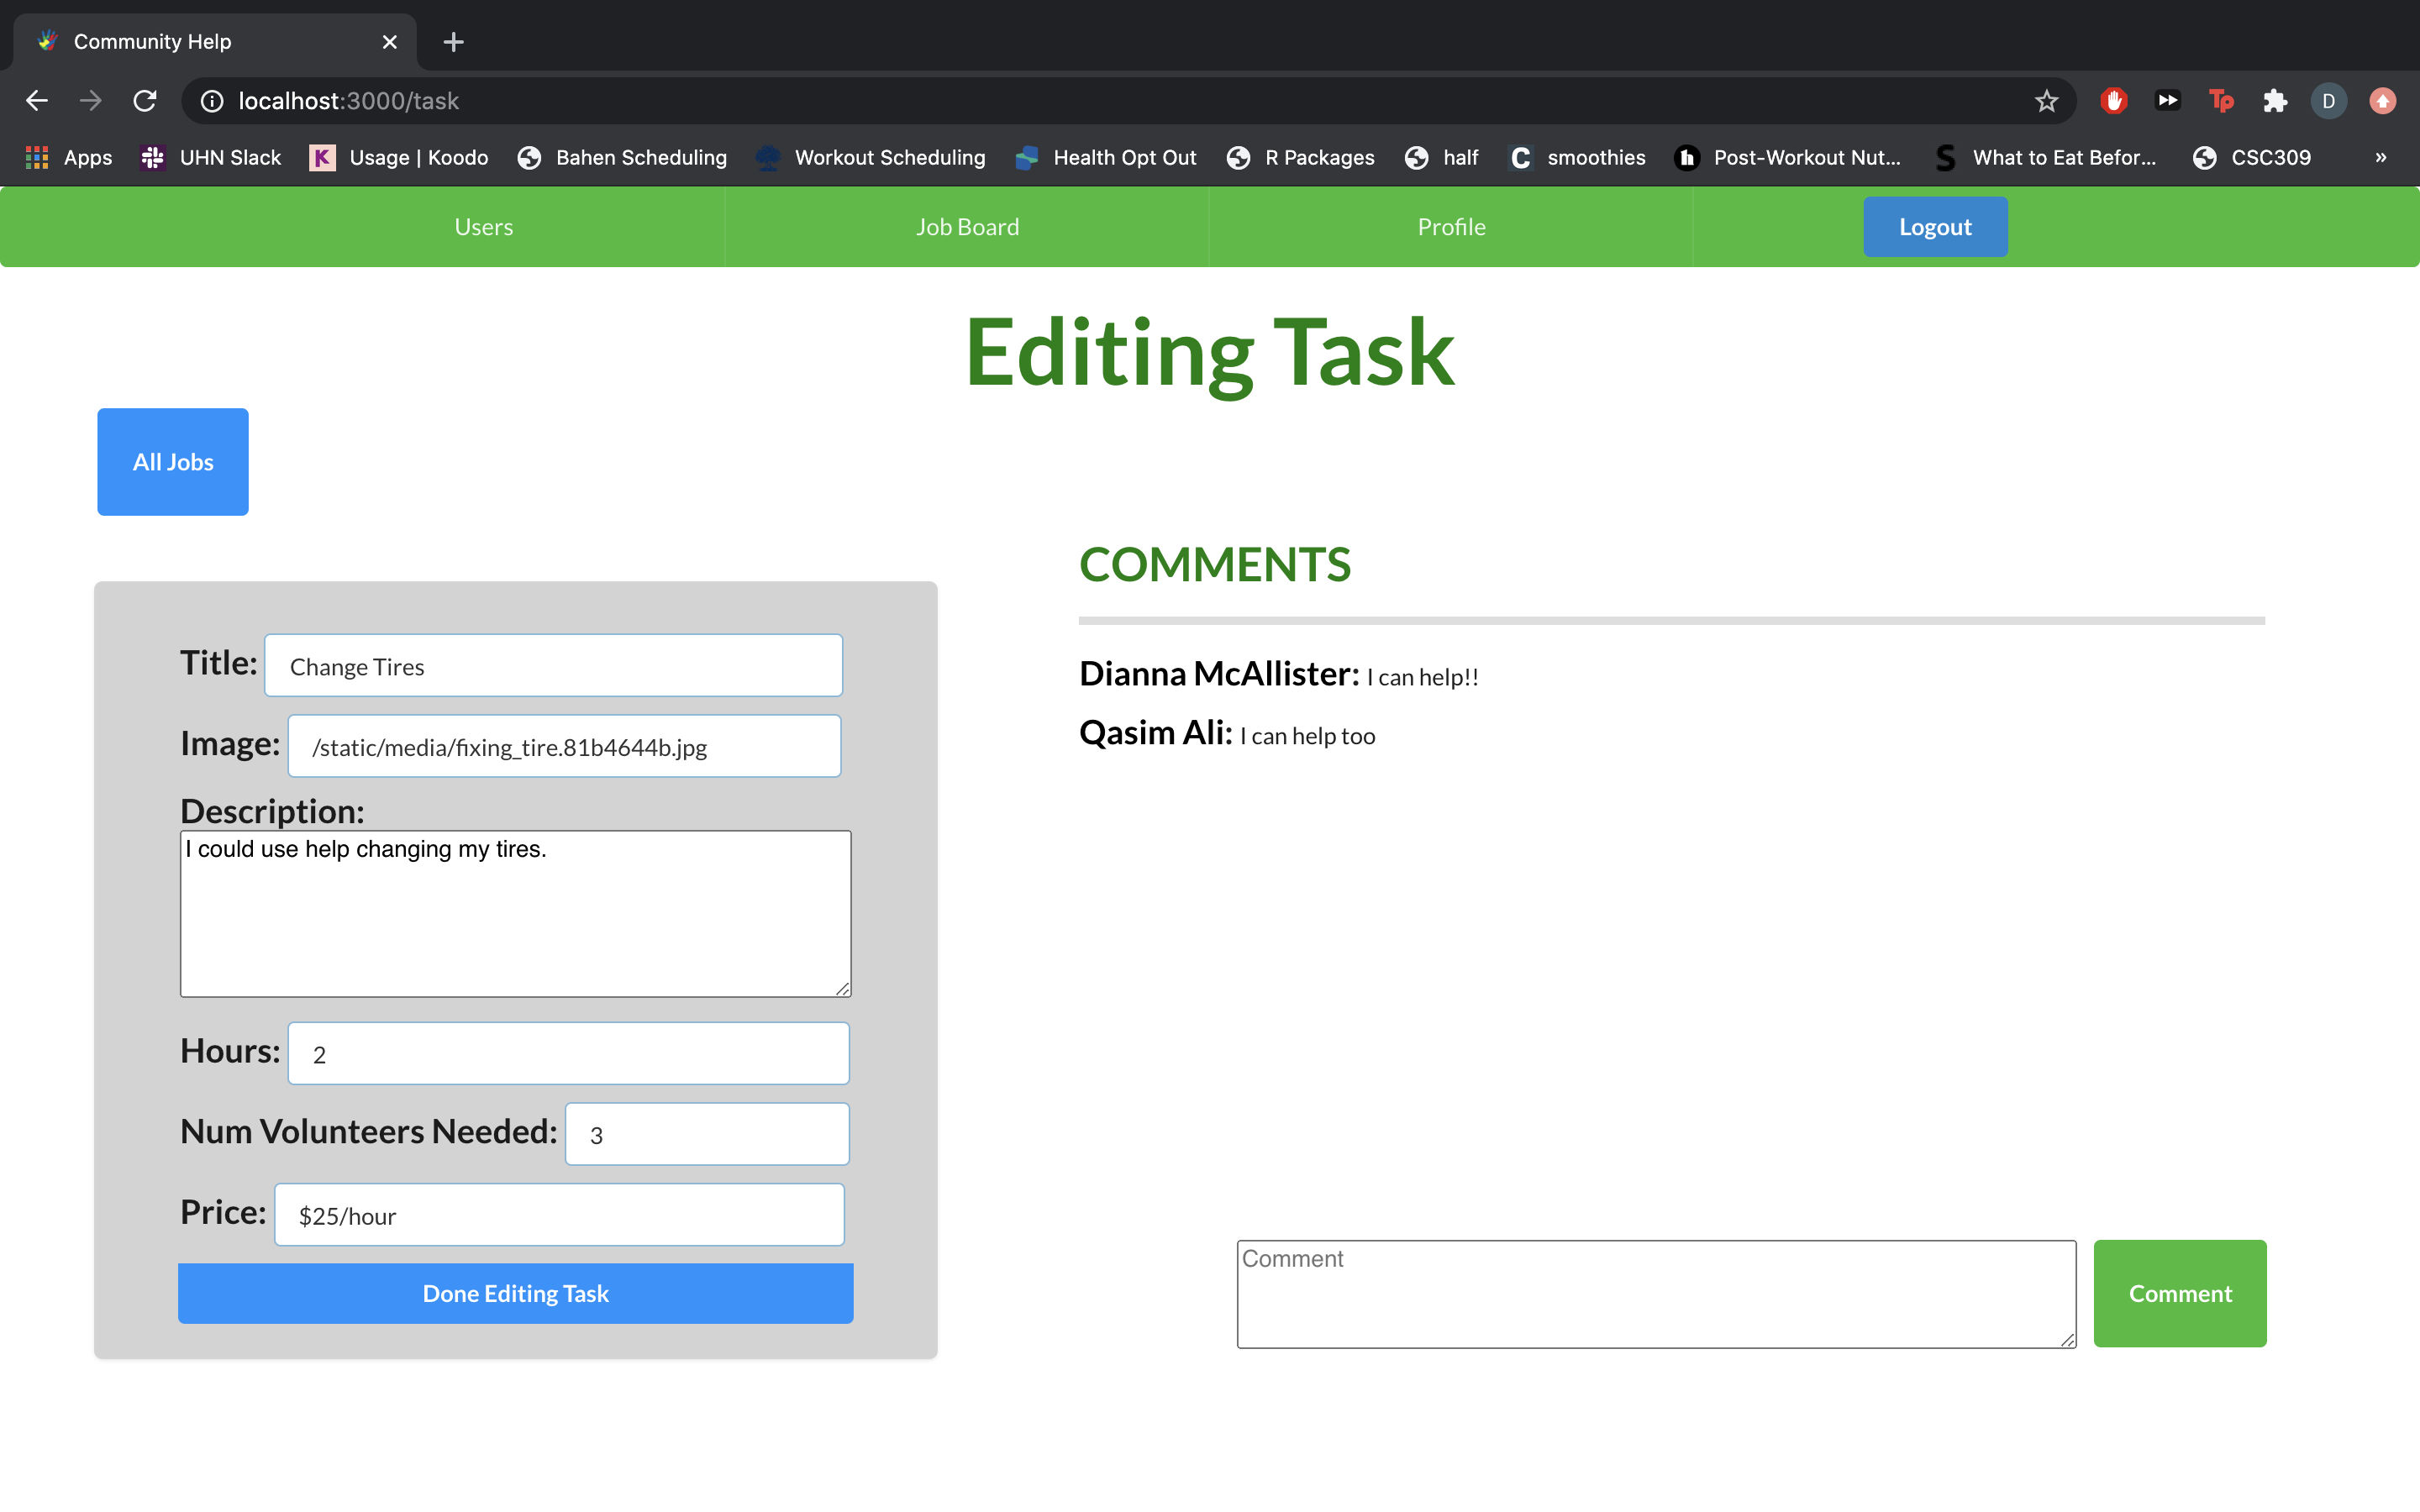 Community Help
localhost:3000/task
D
Apps UHN Slack K Usage | Koodo Bahen Scheduling Workout Scheduling Health Opt Out R Packages half C smoothies h Post-Workout Nut... S What to Eat Befor... CSC309 »
Users Job Board Profile Logout
Editing Task
All Jobs
COMMENTS
Dianna McAllister: I can help!!
Qasim Ali: I can help too
Title: Change Tires
Image: /static/media/fixing_tire.81b4644b.jpg
Description:
I could use help changing my tires.
Hours: 2
Num Volunteers Needed: 3
Price: $25/hour
Done Editing Task
Comment
Comment